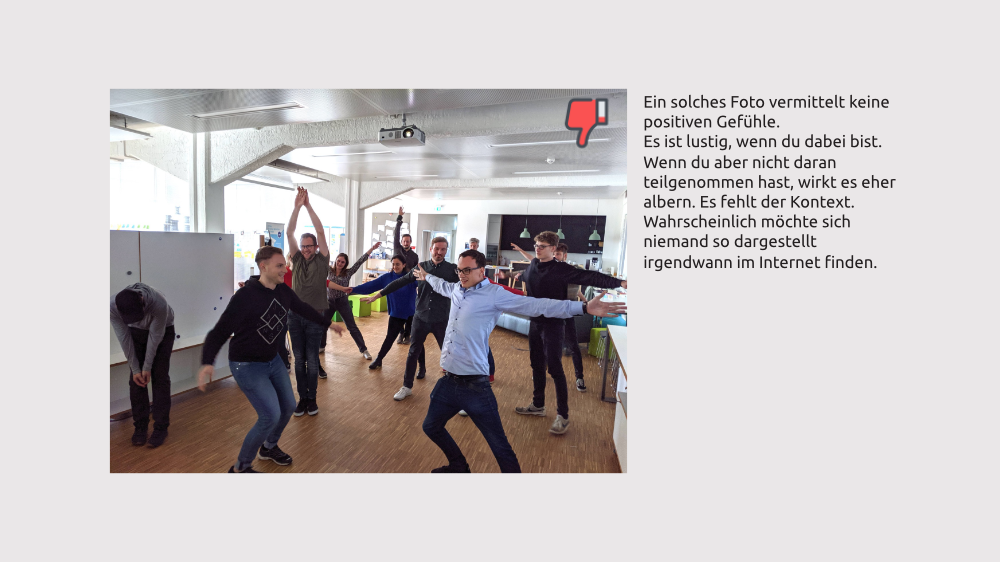 Ein solches Foto vermittelt keine
positiven Gefühle.
Es ist lustig, wenn du dabei bist.
Wenn du aber nicht daran
teilgenommen hast, wirkt es eher
albern. Es fehlt der Kontext.
Wahrscheinlich möchte sich
niemand so dargestellt
irgendwann im Internet finden.